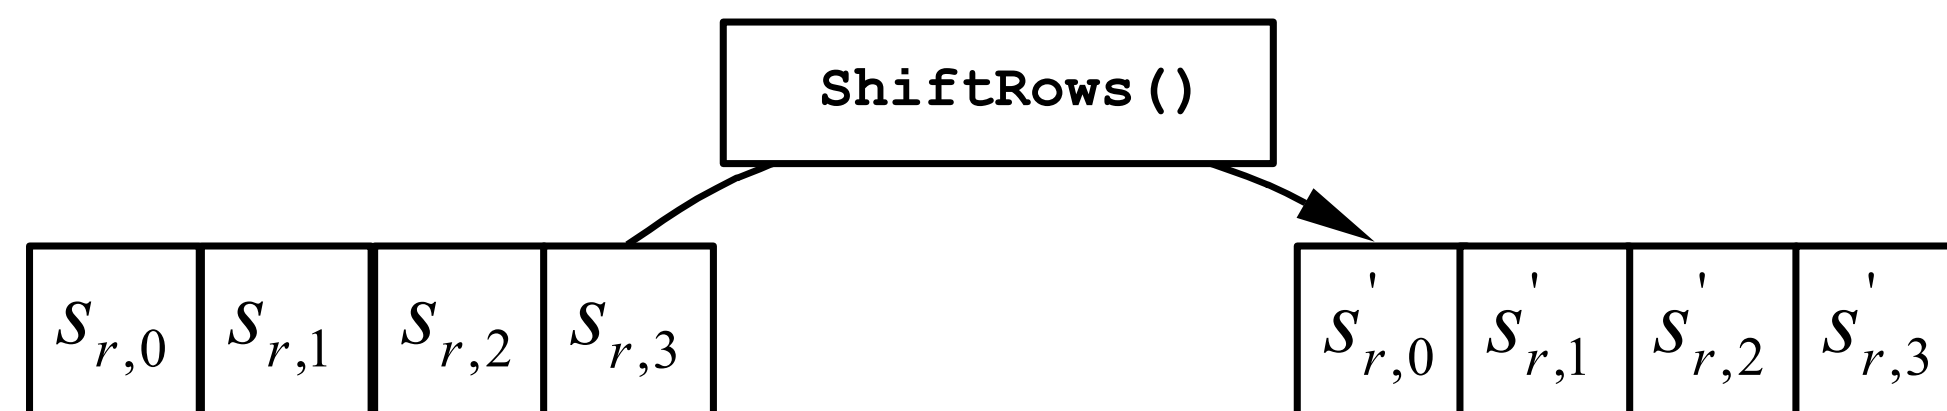 ShiftRows()
s r,0 s r,1 s r,2 s r,3 s' r,0 s' r,1 s' r,2 s' r,3